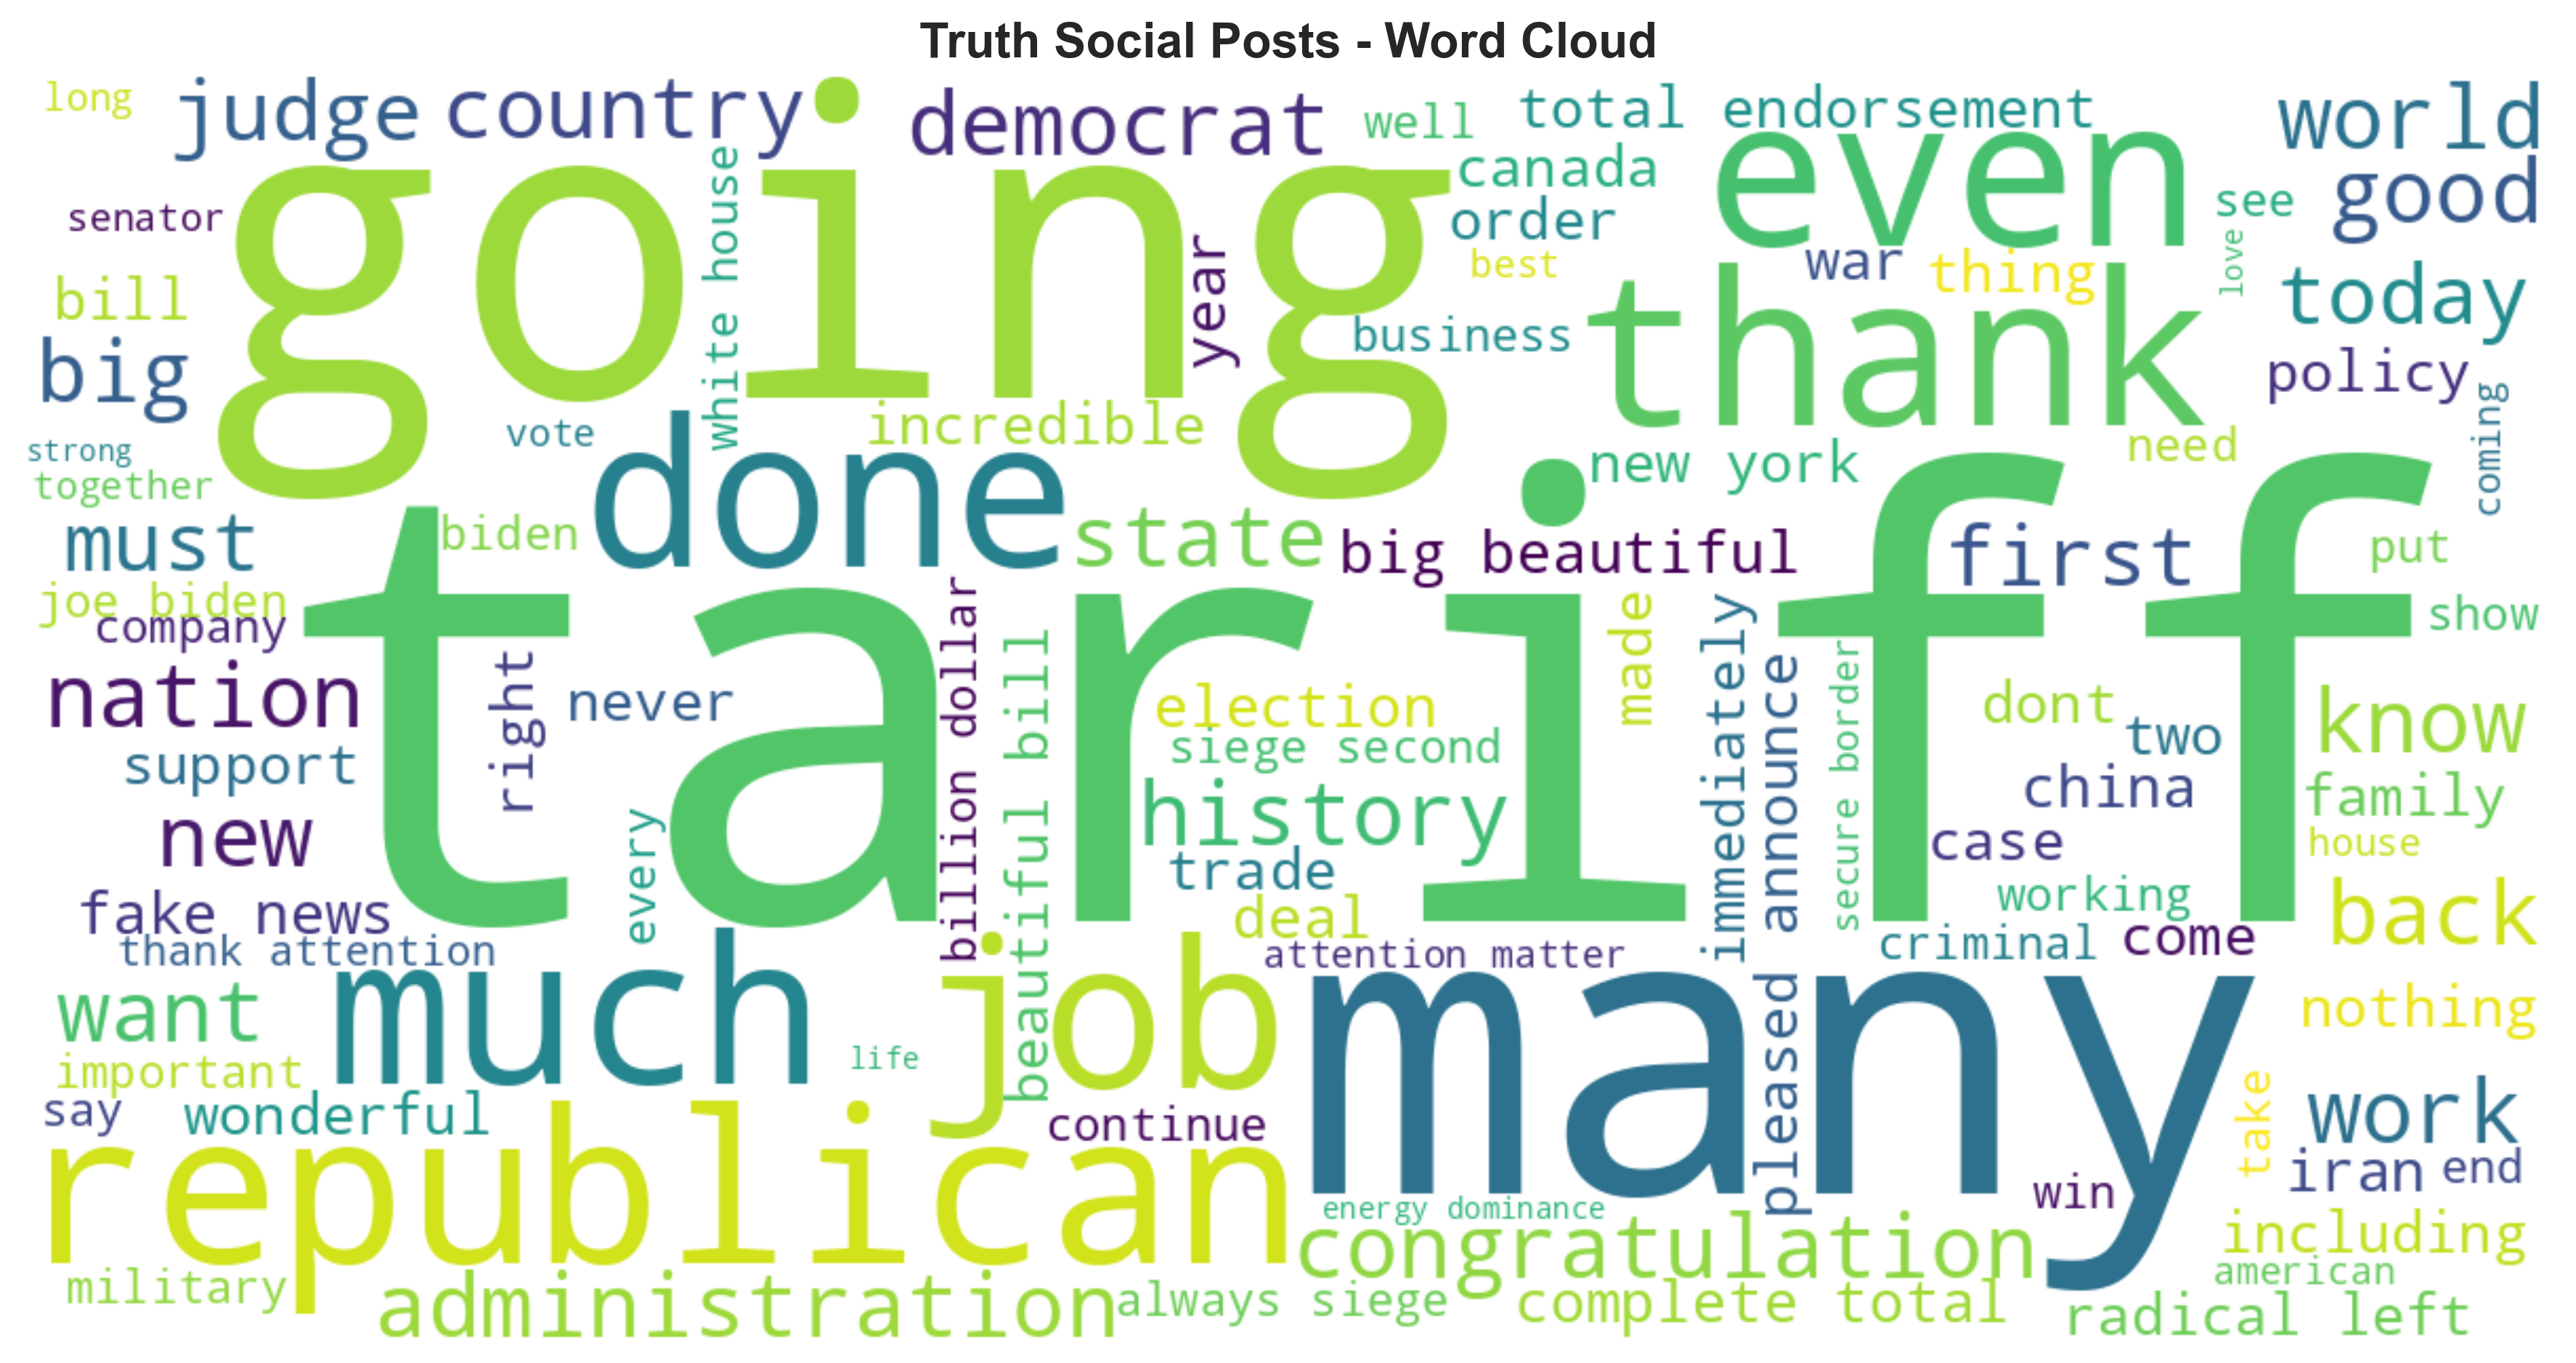 Truth Social Posts - Word Cloud
long
judge
country
democrat
well
total endorsement
world
going
even
canada
good
senator
white house
order
see
year
best
war
thing
love
bill
thank
today
big
business
policy
incredible
coming
vote
done
need
strong
new york
together
tariff
must
biden
state
big beautiful
first
put
joe biden
company
billion dollar
beautiful bill
made
immediately
show
nation
right
never
election
pleased announce
secure border
dont
know
siege second
two
support
history
china
family
new
every
trade
case
house
fake news
deal
working
back
thank attention
attention matter
criminal
come
much
job
many
want
nothing
important
life
say
wonderful
continue
take
work
republican
iran
end
win
energy dominance
congratulation
including
military
administration
always siege
complete total
american
radical left